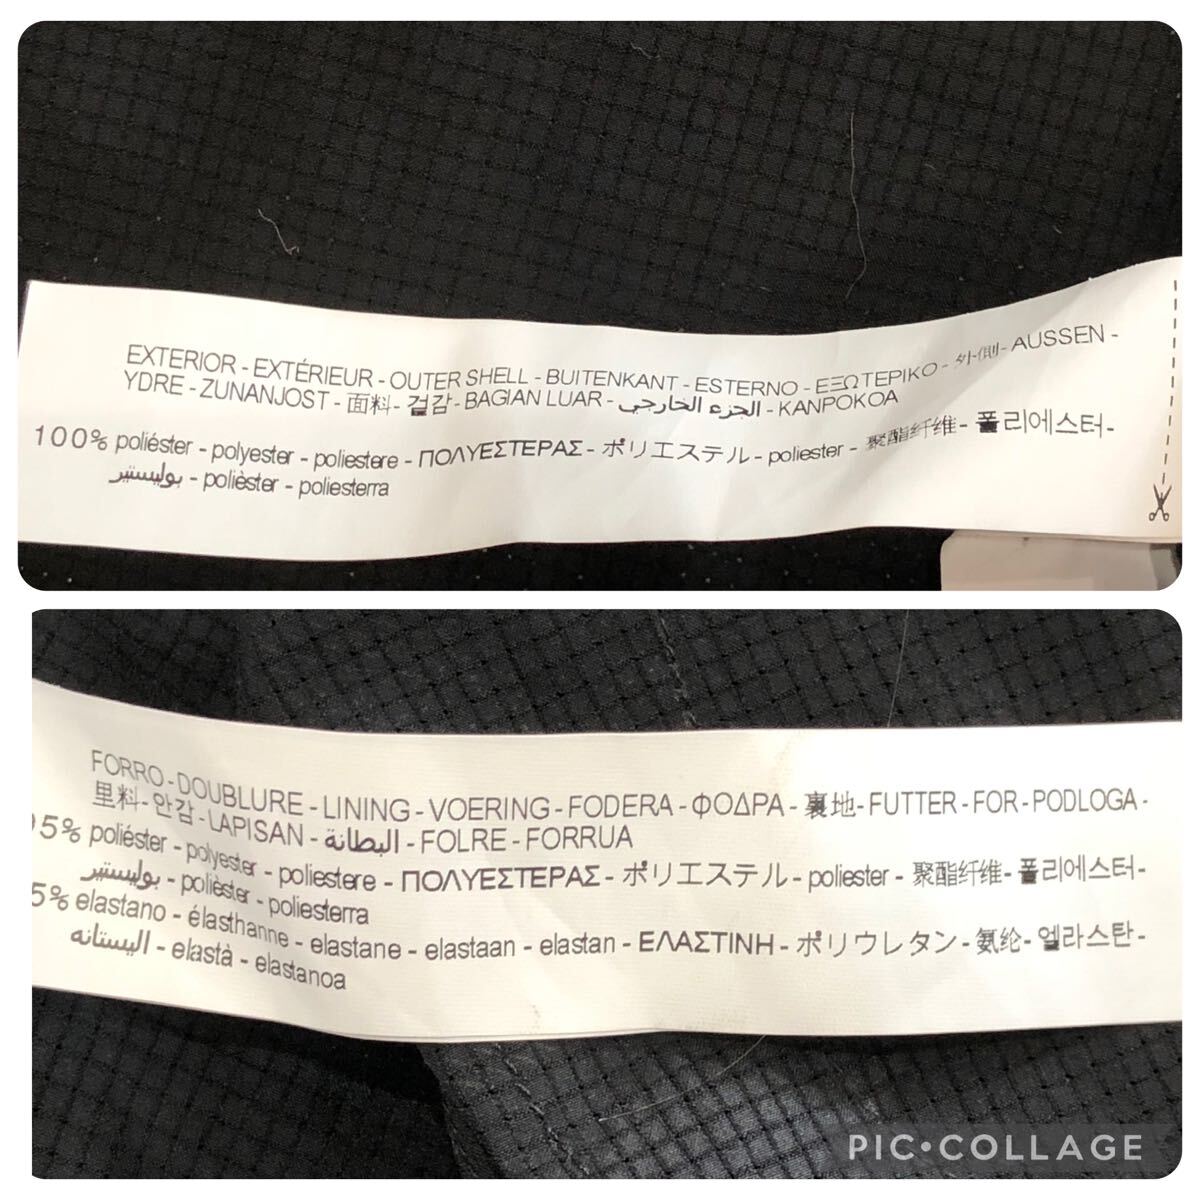 EXTERIOR - EXTÉRIEUR - OUTER SHELL - BUITENKANT - ESTERNO - ΕΞΩΤΕΡΙΚΟ - 外側 - AUSSEN -
YDRE - ZUNANJOST - 面料 - 겉감 - BAGIAN LUAR - الجزء الخارجي - KANPOKOA
100% poliéster - polyester - poliestere - ΠΟΛΥΕΣΤΕΡΑΣ - ポリエステル - poliester - 聚酯纤维 - 폴리에스터 -
بوليستير - polièster - poliesterra
FORRO - DOUBLURE - LINING - VOERING - FODERA - ΦΟΔΡΑ - 裏地 - FUTTER - FOR - PODLOGA -
里料 - 안감 - LAPISAN - البطانة - FOLRE - FORRUA
95% poliéster - polyester - poliestere - ΠΟΛΥΕΣΤΕΡΑΣ - ポリエステル - poliester - 聚酯纤维 - 폴리에스터 -
بوليستير - polièster - poliesterra
5% elastano - élasthanne - elastane - elastaan - elastan - ΕΛΑΣΤΙΝΗ - ポリウレタン - 氨纶 - 엘라스탄 -
اليستانه - elastà - elastanoa
PIC•COLLAGE